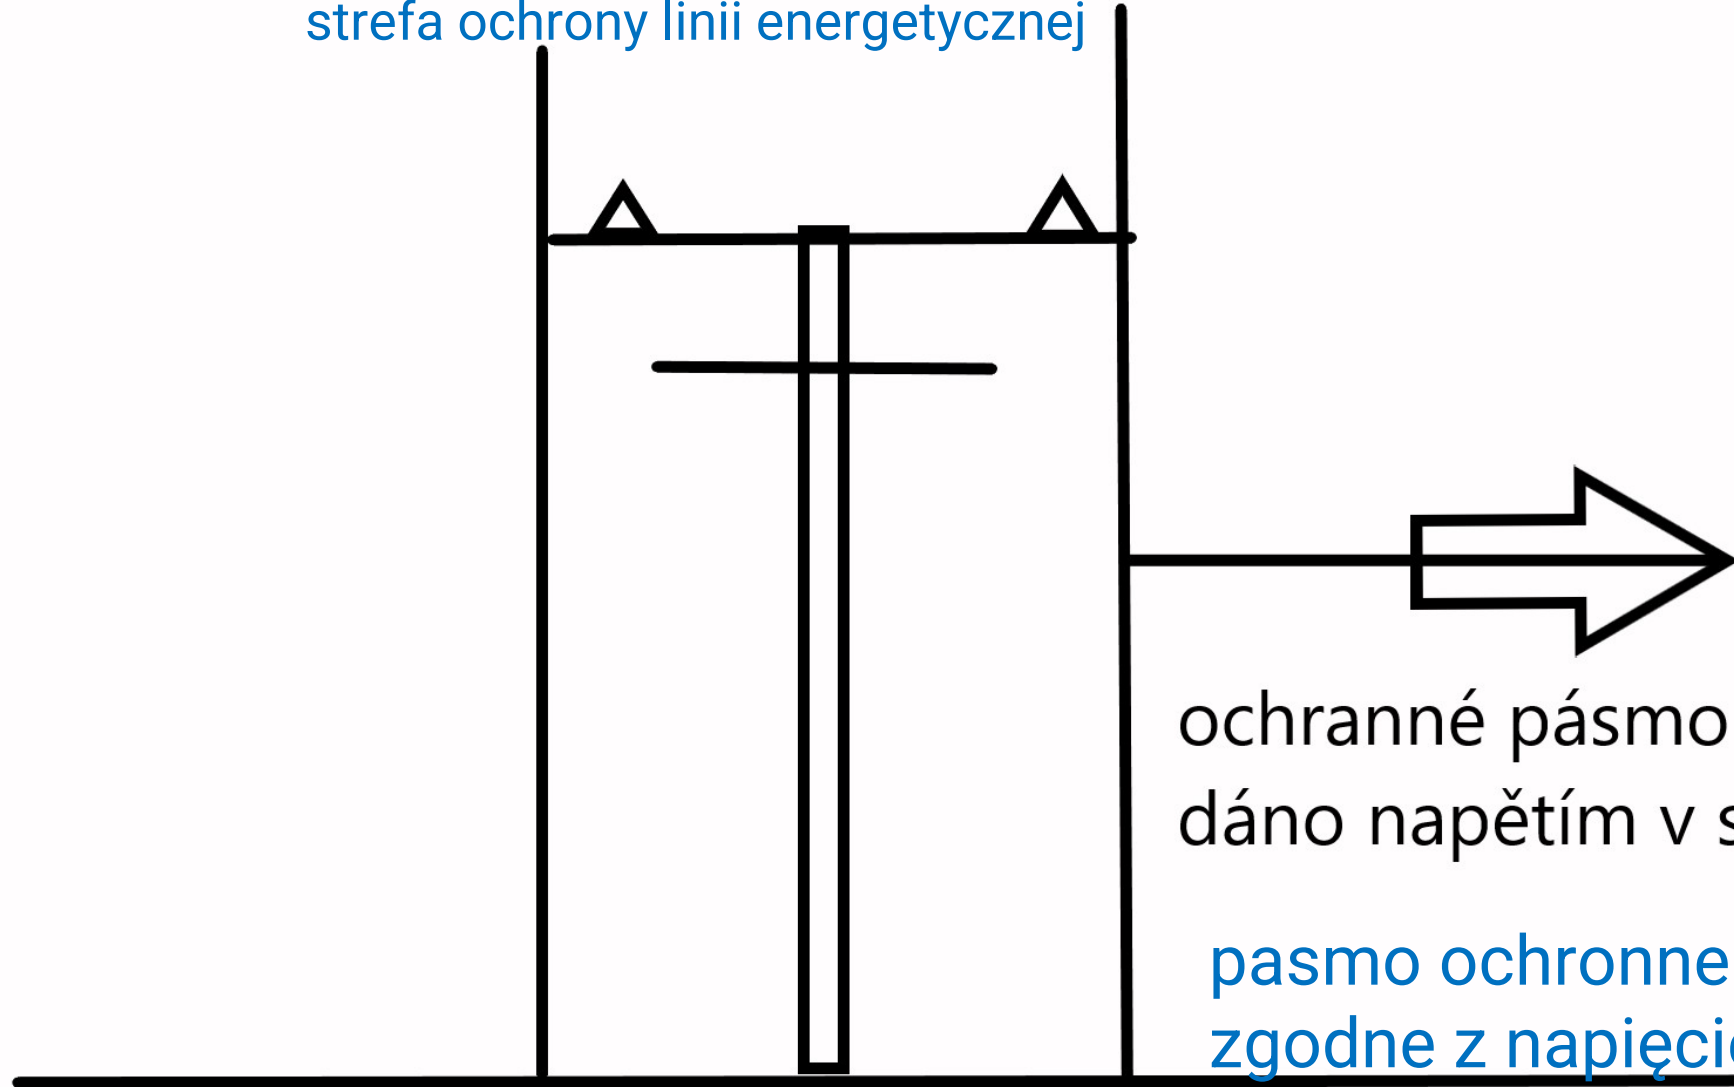 strefa ochrony linii energetycznej
ochranné pásmo
dáno napětím v
pasmo ochronne
zgodne z